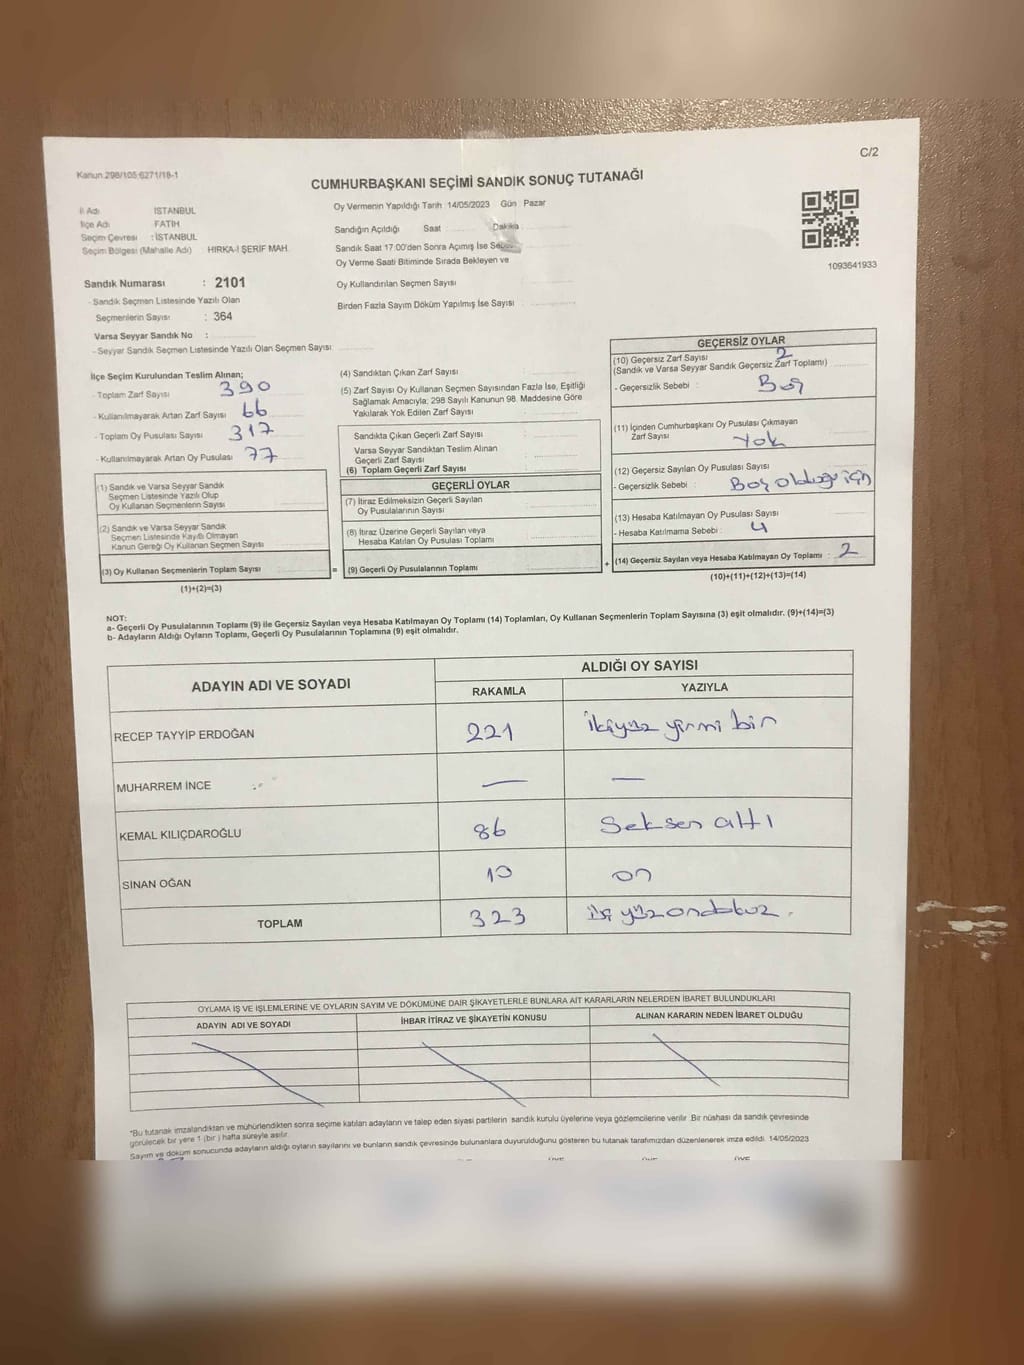 C/2
Kanun 298/105-6271/18-1
CUMHURBAŞKANI SEÇİMİ SANDIK SONUÇ TUTANAĞI
İl Adı İSTANBUL
İlçe Adı FATİH
Seçim Çevresi : İSTANBUL
Seçim Bölgesi (Mahalle Adı) : HIRKA-İ ŞERİF MAH.
Oy Vermenin Yapıldığı Tarih 14/05/2023 Gün Pazar
Sandığın Açıldığı Saat Dakika
Sandık Saat 17:00'den Sonra Açımış İse Sebebi
Oy Verme Saati Bitiminde Sırada Bekleyen ve
Oy Kullandırılan Seçmen Sayısı
Birden Fazla Sayım Döküm Yapılmış İse Sayısı
1093641933
Sandık Numarası : 2101
- Sandık Seçmen Listesinde Yazılı Olan
Seçmenlerin Sayısı : 364
Varsa Seyyar Sandık No :
- Seyyar Sandık Seçmen Listesinde Yazılı Olan Seçmen Sayısı:
İlçe Seçim Kurulundan Teslim Alınan;
- Toplam Zarf Sayısı 390
- Kullanılmayarak Artan Zarf Sayısı 66
- Toplam Oy Pusulası Sayısı 317
- Kullanılmayarak Artan Oy Pusulası 77
(1) Sandık ve Varsa Seyyar Sandık
Seçmen Listesinde Yazılı Olup
Oy Kullanan Seçmenlerin Sayısı
(2) Sandık ve Varsa Seyyar Sandık
Seçmen Listesinde Kayıtlı Olmayan
Kanun Gereği Oy Kullanan Seçmen Sayısı
(3) Oy Kullanan Seçmenlerin Toplam Sayısı
(1)+(2)=(3)
(4) Sandıktan Çıkan Zarf Sayısı :
(5) Zarf Sayısı Oy Kullanan Seçmen Sayısından Fazla İse, Eşitliği
Sağlamak Amacıyla; 298 Sayılı Kanunun 98. Maddesine Göre
Yakılarak Yok Edilen Zarf Sayısı :
Sandıkta Çıkan Geçerli Zarf Sayısı :
Varsa Seyyar Sandıktan Teslim Alınan
Geçerli Zarf Sayısı :
(6) Toplam Geçerli Zarf Sayısı :
GEÇERLİ OYLAR
(7) İtiraz Edilmeksizin Geçerli Sayılan
Oy Pusulalarının Sayısı :
(8) İtiraz Üzerine Geçerli Sayılan veya
Hesaba Katılan Oy Pusulası Toplamı :
= (9) Geçerli Oy Pusulalarının Toplamı :
GEÇERSİZ OYLAR
(10) Geçersiz Zarf Sayısı 2
(Sandık ve Varsa Seyyar Sandık Geçersiz Zarf Toplamı)
- Geçersizlik Sebebi : Boş
(11) İçinden Cumhurbaşkanı Oy Pusulası Çıkmayan
Zarf Sayısı Yok
(12) Geçersiz Sayılan Oy Pusulası Sayısı
- Geçersizlik Sebebi : Boş olduğu için
(13) Hesaba Katılmayan Oy Pusulası Sayısı
- Hesaba Katılmama Sebebi : 4
+ (14) Geçersiz Sayılan veya Hesaba Katılmayan Oy Toplamı : 2
(10)+(11)+(12)+(13)=(14)
NOT:
a- Geçerli Oy Pusulalarının Toplamı (9) ile Geçersiz Sayılan veya Hesaba Katılmayan Oy Toplamı (14) Toplamları, Oy Kullanan Seçmenlerin Toplam Sayısına (3) eşit olmalıdır. (9)+(14)=(3)
b- Adayların Aldığı Oyların Toplamı, Geçerli Oy Pusulalarının Toplamına (9) eşit olmalıdır.
ADAYIN ADI VE SOYADI ALDIĞI OY SAYISI
RAKAMLA YAZIYLA
RECEP TAYYİP ERDOĞAN 221 ikiyüz yirmi bir
MUHARREM İNCE — —
KEMAL KILIÇDAROĞLU 86 Seksen altı
SİNAN OĞAN 10 on
TOPLAM 323
OYLAMA İŞ VE İŞLEMLERİNE VE OYLARIN SAYIM VE DÖKÜMÜNE DAİR ŞİKAYETLERLE BUNLARA AİT KARARLARIN NELERDEN İBARET BULUNDUKLARI
ADAYIN ADI VE SOYADI İHBAR İTİRAZ VE ŞİKAYETİN KONUSU ALINAN KARARIN NEDEN İBARET OLDUĞU
*Bu tutanak imzalandıktan ve mühürlendikten sonra seçime katılan adayların ve talep eden siyasi partilerin sandık kurulu üyelerine veya gözlemcilerine verilir. Bir nüshası da sandık çevresinde
görülecek bir yere 1 (bir) hafta süreyle asılır.
Sayım ve döküm sonucunda adayların aldığı oyların sayılarını ve bunların sandık çevresinde bulunanlara duyurulduğunu gösteren bu tutanak tarafımızdan düzenlenerek imza edildi. 14/05/2023